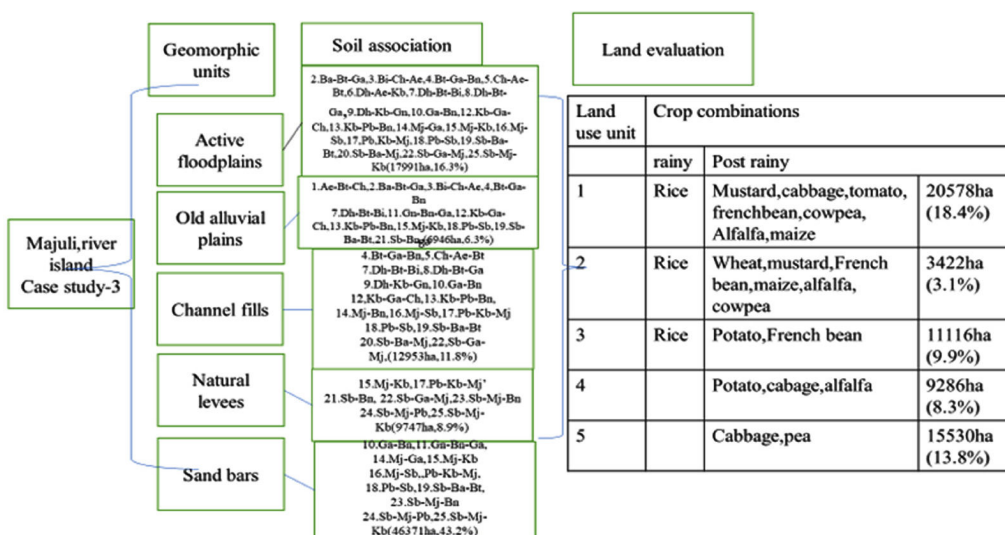 Geomorphic
units
Soil association
Land evaluation
Majuli,river
island
Case study-3
Active
floodplains
2.Ba-Bt-Ga,3.Bi-Ch-Ae,4.Bt-Ga-Bn,5.Ch-Ae-
Bt,6.Dh-Ae-Kb,7.Dh-Bt-Bi,8.Dh-Bt-
Ga,9.Dh-Kb-Gn,10.Ga-Bn,12.Kb-Ga-
Ch,13.Kb-Pb-Bn,14.Mj-Ga,15.Mj-Kb,16.Mj-
Sb,17,Pb,Kb-Mj,18.Pb-Sb,19.Sb-Ba-
Bt,20.Sb-Ba-Mj,22.Sb-Ga-Mj,25.Sb-Mj-
Kb(17991ha,16.3%)
Old alluvial
plains
1.Ae-Bt-Ch,2.Ba-Bt-Ga,3.Bi-Ch-Ae,4,Bt-Ga-
Bn
7.Dh-Bt-Bi,11.Gn-Bn-Ga,12.Kb-Ga-
Ch,13.Kb-Pb-Bn,15.Mj-Kb,18.Pb-Sb,19.Sb-
Ba-Bt,21.Sb-Bn,(6946ha,6.3%)
Channel fills
4.Bt-Ga-Bn,5.Ch-Ae-Bt
7.Dh-Bt-Bi,8.Dh-Bt-Ga
9.Dh-Kb-Gn,10.Ga-Bn
12,Kb-Ga-Ch,13.Kb-Pb-Bn,
14.Mj-Bn,16.Mj-Sb,17.Pb-Kb-Mj
18.Pb-Sb,19.Sb-Ba-Bt
20.Sb-Ba-Mj,22,Sb-Ga-
Mj,(12953ha,11.8%)
Natural
levees
15.Mj-Kb,17.Pb-Kb-Mj'
21.Sb-Bn, 22.Sb-Ga-Mj,23.Sb-Mj-Bn
24.Sb-Mj-Pb,25.Sb-Mj-
Kb(9747ha,8.9%)
Sand bars
10.Ga-Bn,11.Gn-Bn-Ga,
14.Mj-Ga,15.Mj-Kb
16.Mj-Sb,,Pb-Kb-Mj,
18.Pb-Sb,19.Sb-Ba-Bt,
23.Sb-Mj-Bn
24.Sb-Mj-Pb,25.Sb-Mj-
Kb(46371ha,43.2%)
Land use unit Crop combinations
rainy Post rainy
1 Rice Mustard,cabbage,tomato, 20578ha
frenchbean,cowpea, (18.4%)
Alfalfa,maize
2 Rice Wheat,mustard,French 3422ha
bean,maize,alfalfa, (3.1%)
cowpea
3 Rice Potato,French bean 11116ha
(9.9%)
4 Potato,cabage,alfalfa 9286ha
(8.3%)
5 Cabbage,pea 15530ha
(13.8%)